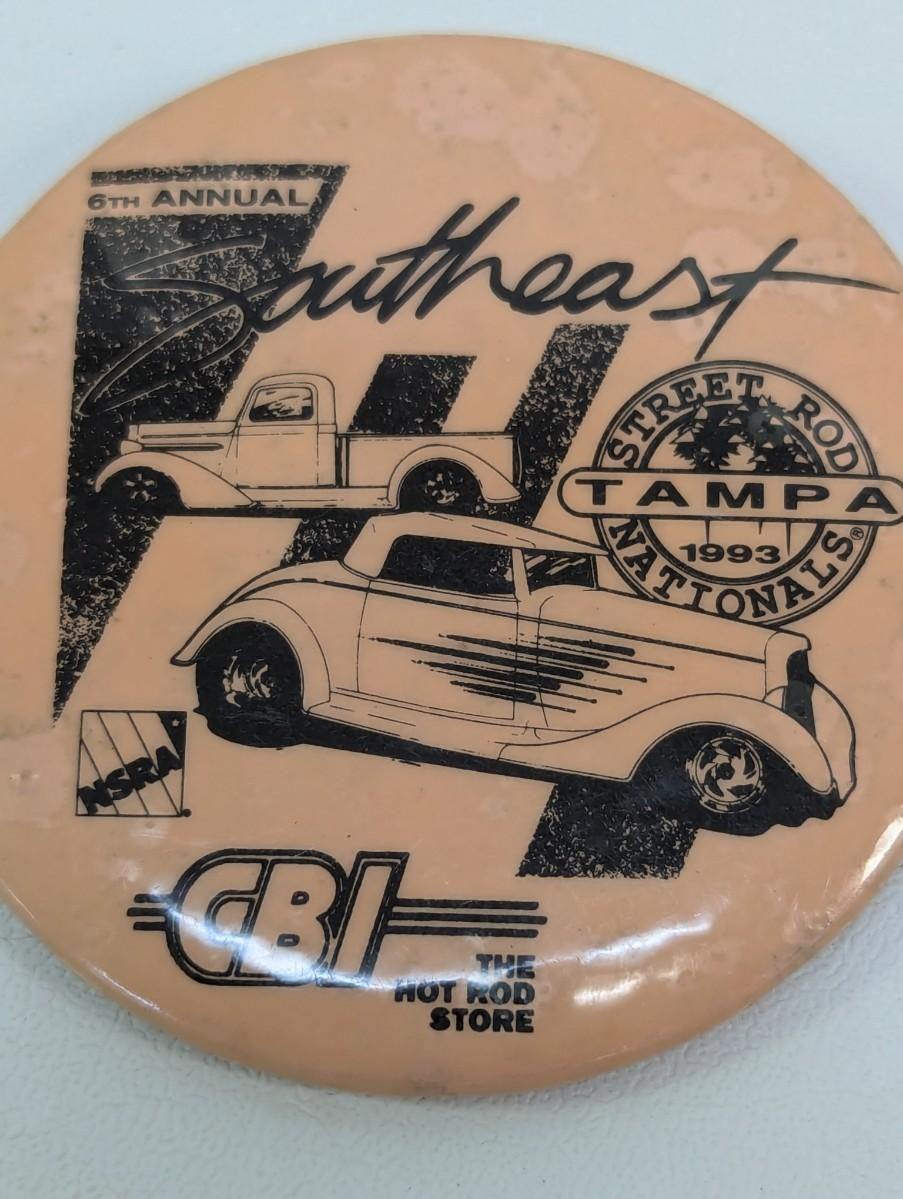 6TH ANNUAL
Southeast
STREET ROD
TAMPA
1993
NATIONALS®
NSRA
CBI
THE
HOT ROD
STORE